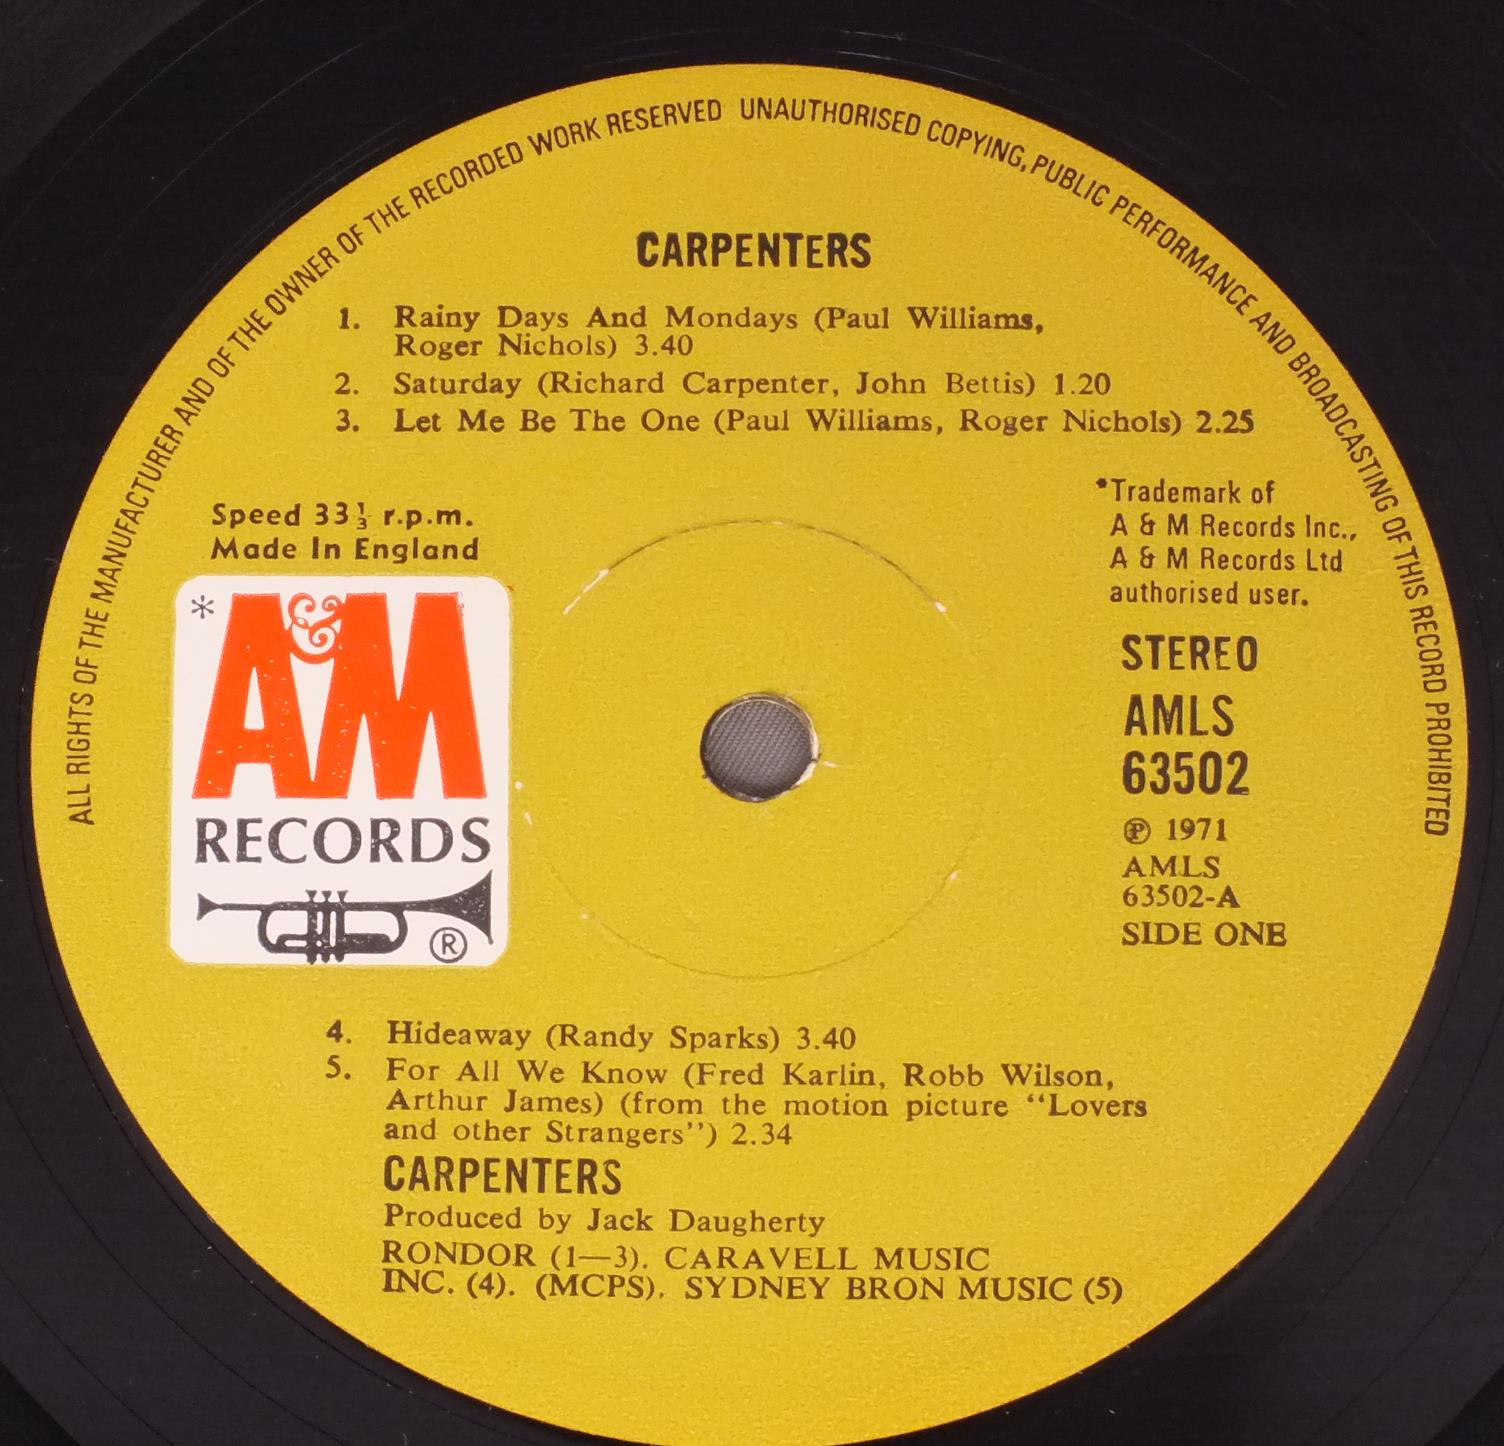 ALL RIGHTS OF THE MANUFACTURER AND OF THE OWNER OF THE RECORDED WORK RESERVED UNAUTHORISED COPYING, PUBLIC PERFORMANCE AND BROADCASTING OF THIS RECORD PROHIBITED
CARPENTERS
1. Rainy Days And Mondays (Paul Williams,
Roger Nichols) 3.40
2. Saturday (Richard Carpenter, John Bettis) 1.20
3. Let Me Be The One (Paul Williams, Roger Nichols) 2.25
Speed 33⅓ r.p.m.
Made In England
*A&M
RECORDS
®
*Trademark of
A & M Records Inc.,
A & M Records Ltd
authorised user.
STEREO
AMLS
63502
℗ 1971
AMLS
63502-A
SIDE ONE
4. Hideaway (Randy Sparks) 3.40
5. For All We Know (Fred Karlin, Robb Wilson,
Arthur James) (from the motion picture “Lovers
and other Strangers”) 2.34
CARPENTERS
Produced by Jack Daugherty
RONDOR (1—3). CARAVELL MUSIC
INC. (4). (MCPS). SYDNEY BRON MUSIC (5)